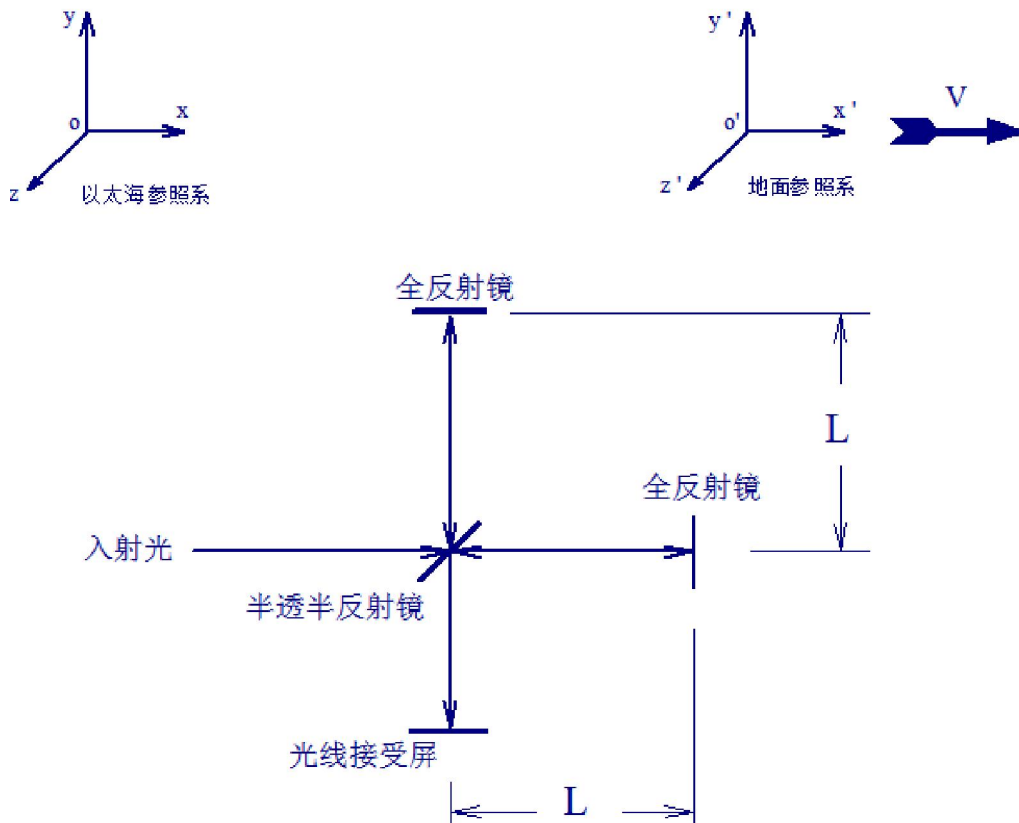 y
x
o
z
以太海参照系
y '
x '
o'
z '
地面参照系
V
全反射镜
L
全反射镜
入射光
半透半反射镜
光线接受屏
L